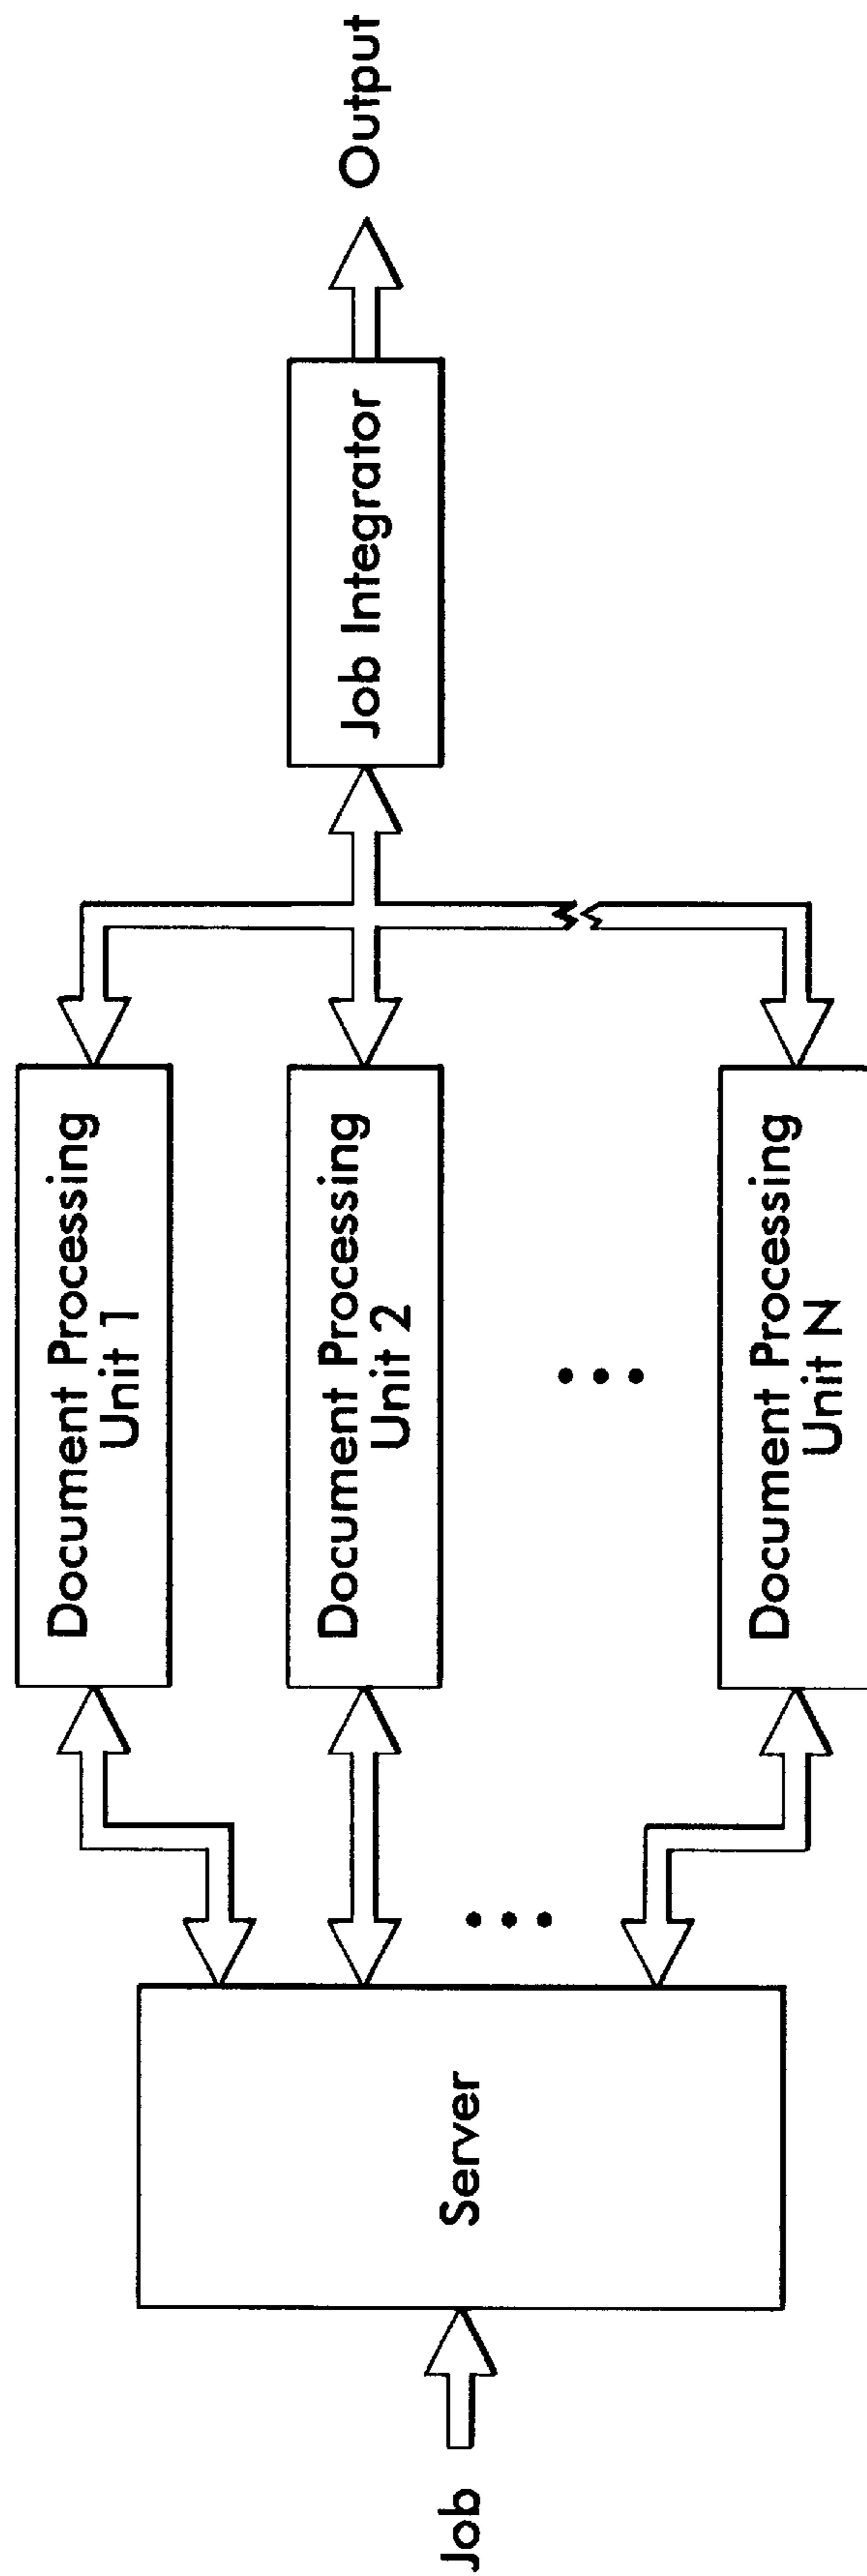 Job
Server
Document Processing
Unit 1
Document Processing
Unit 2
Document Processing
Unit N
Job Integrator
Output